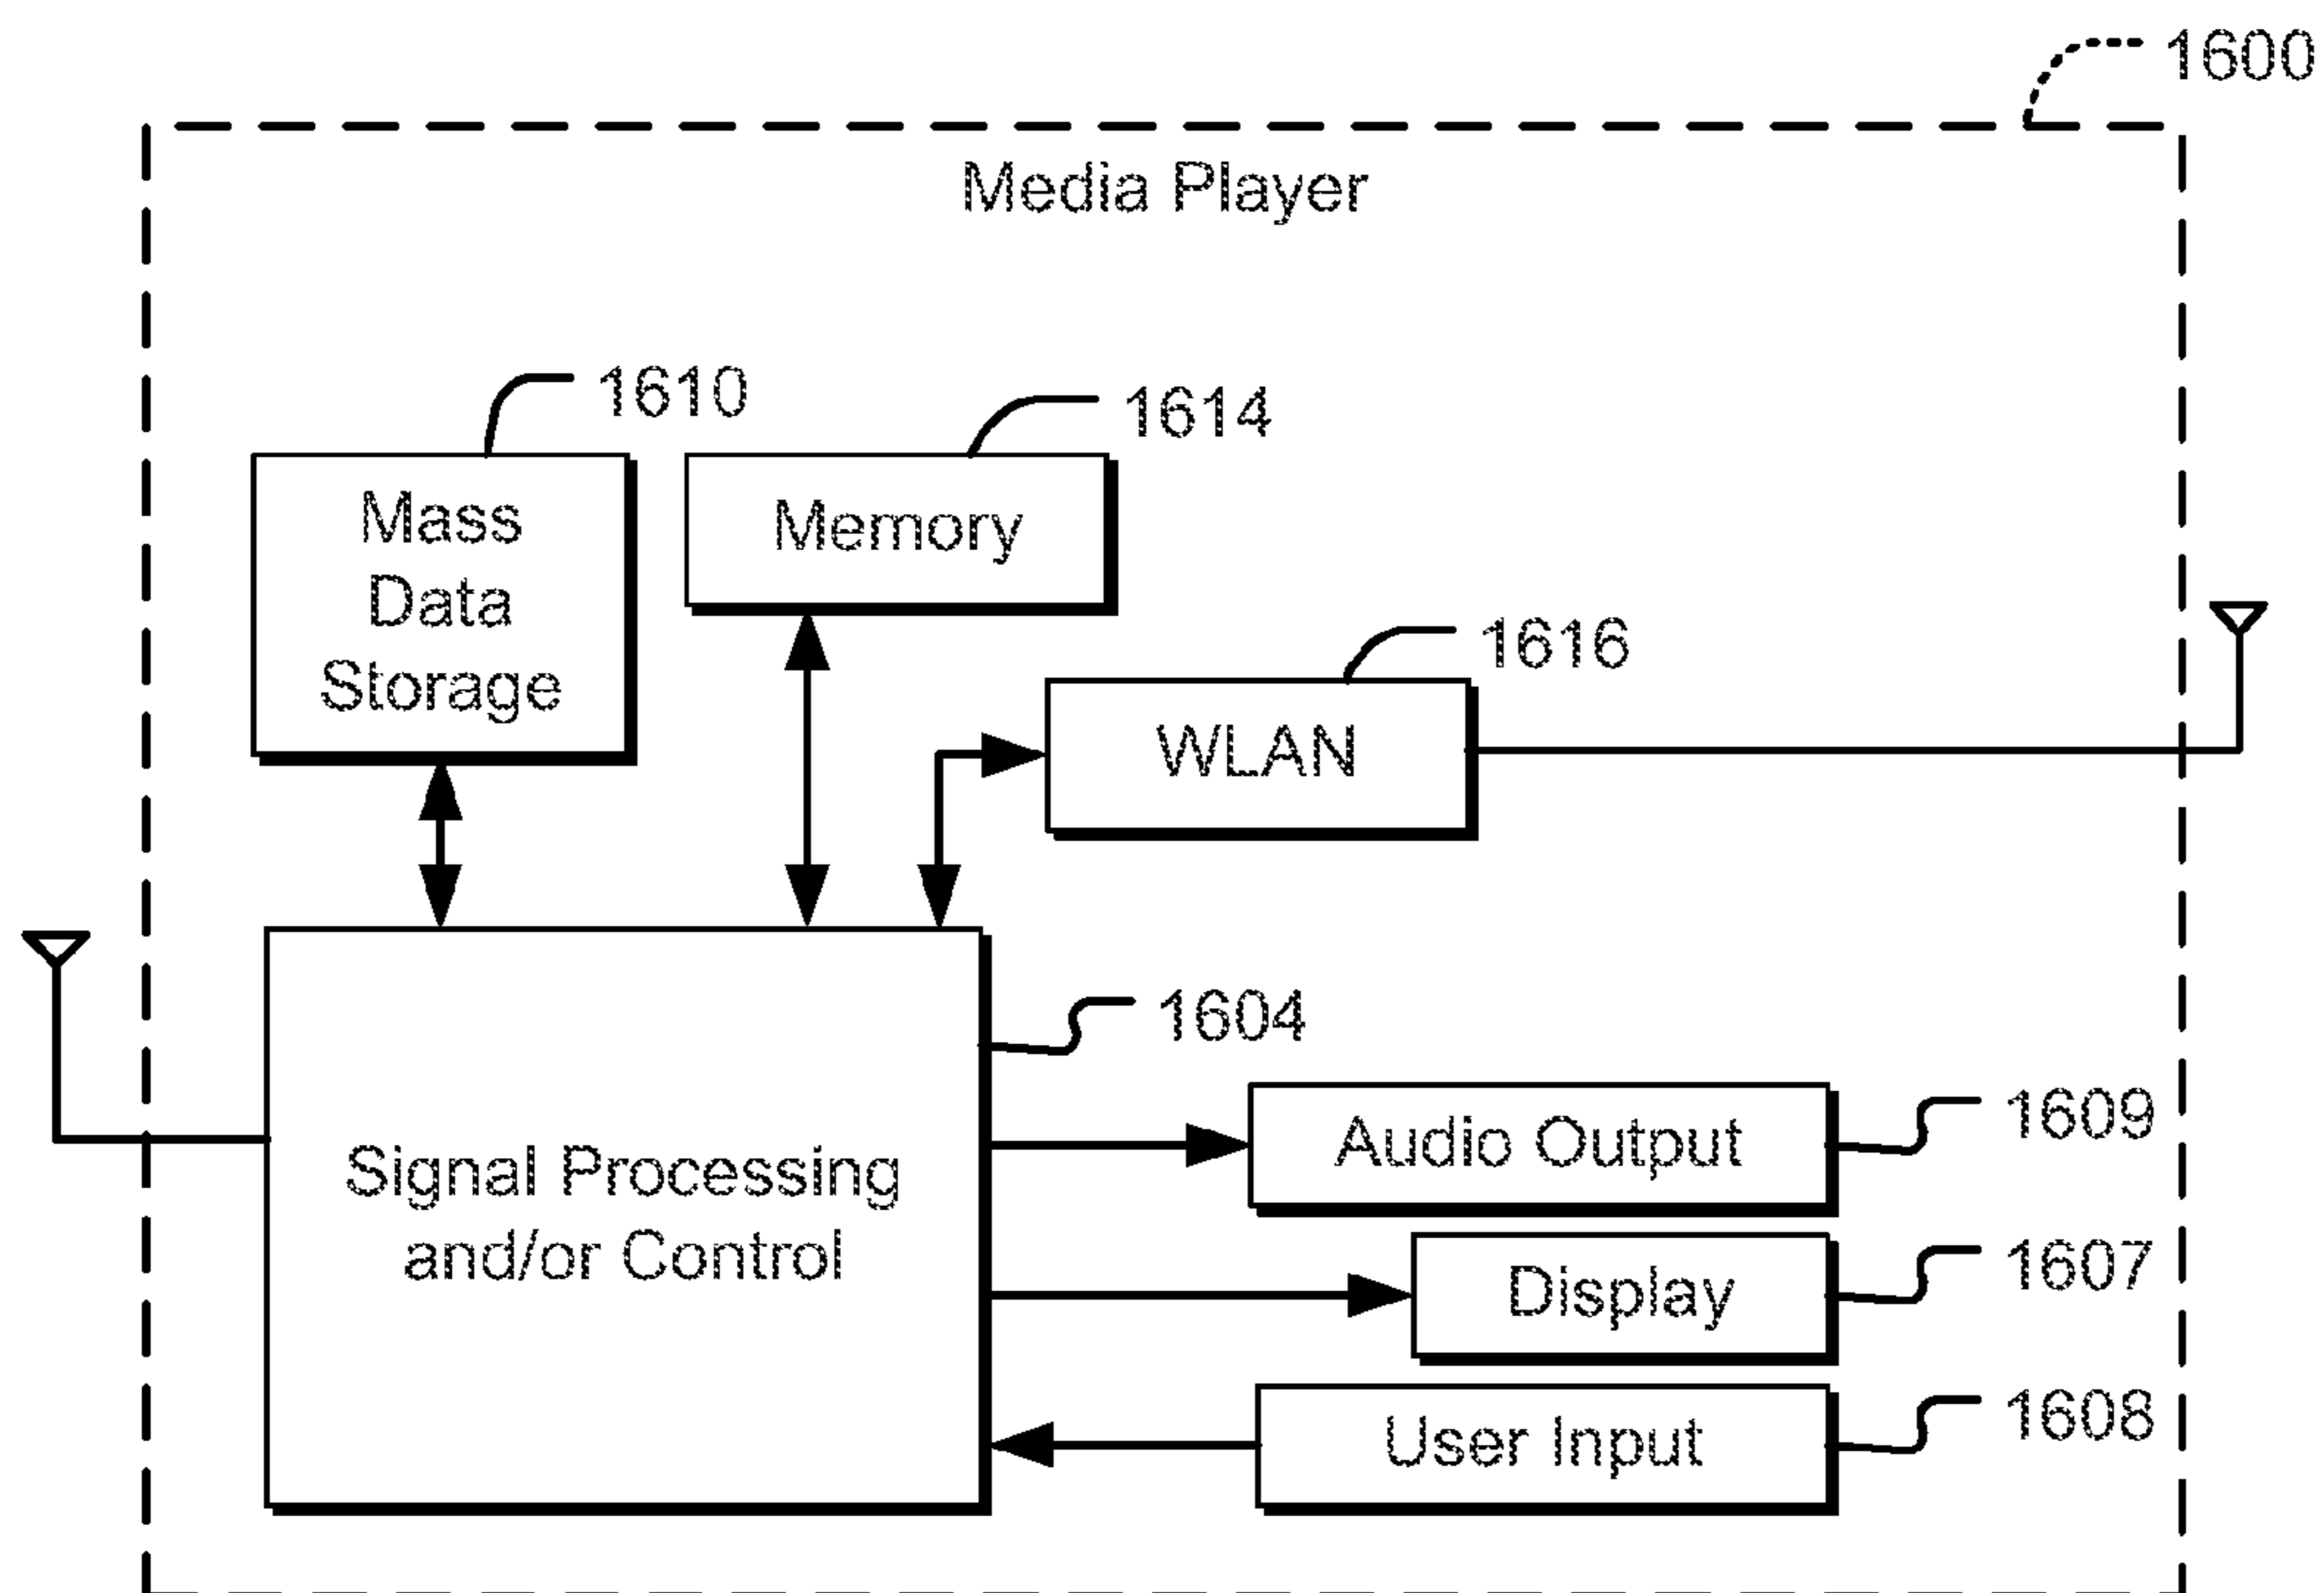 1600
Media Player
1610
1614
Mass
Data
Storage
Memory
1616
WLAN
1604
Signal Processing
and/or Control
Audio Output
1609
Display
1607
User Input
1608